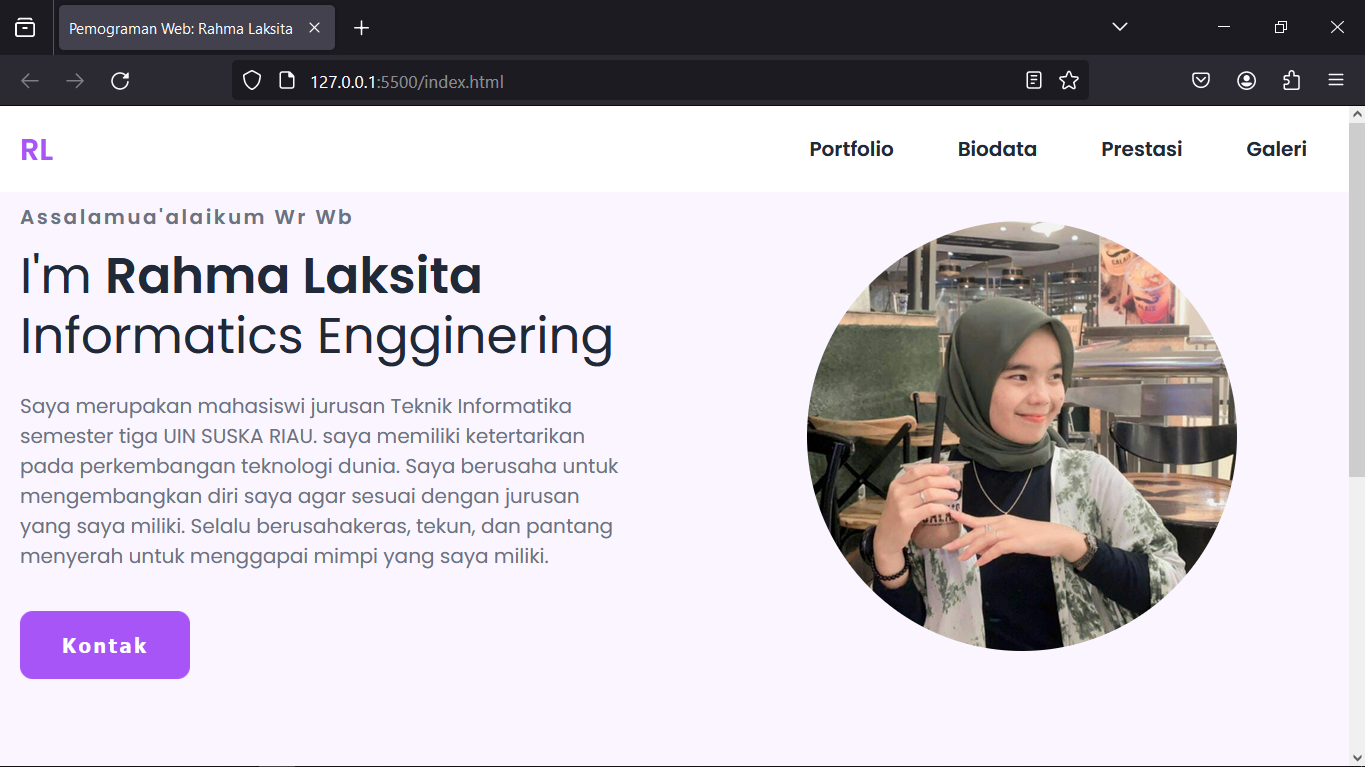 Pemograman Web: Rahma Laksita
127.0.0.1:5500/index.html
RL
Portfolio
Biodata
Prestasi
Galeri
Assalamua'alaikum Wr Wb
I'm Rahma Laksita
Informatics Engginering
Saya merupakan mahasiswi jurusan Teknik Informatika
semester tiga UIN SUSKA RIAU. saya memiliki ketertarikan
pada perkembangan teknologi dunia. Saya berusaha untuk
mengembangkan diri saya agar sesuai dengan jurusan
yang saya miliki. Selalu berusahakeras, tekun, dan pantang
menyerah untuk menggapai mimpi yang saya miliki.
Kontak